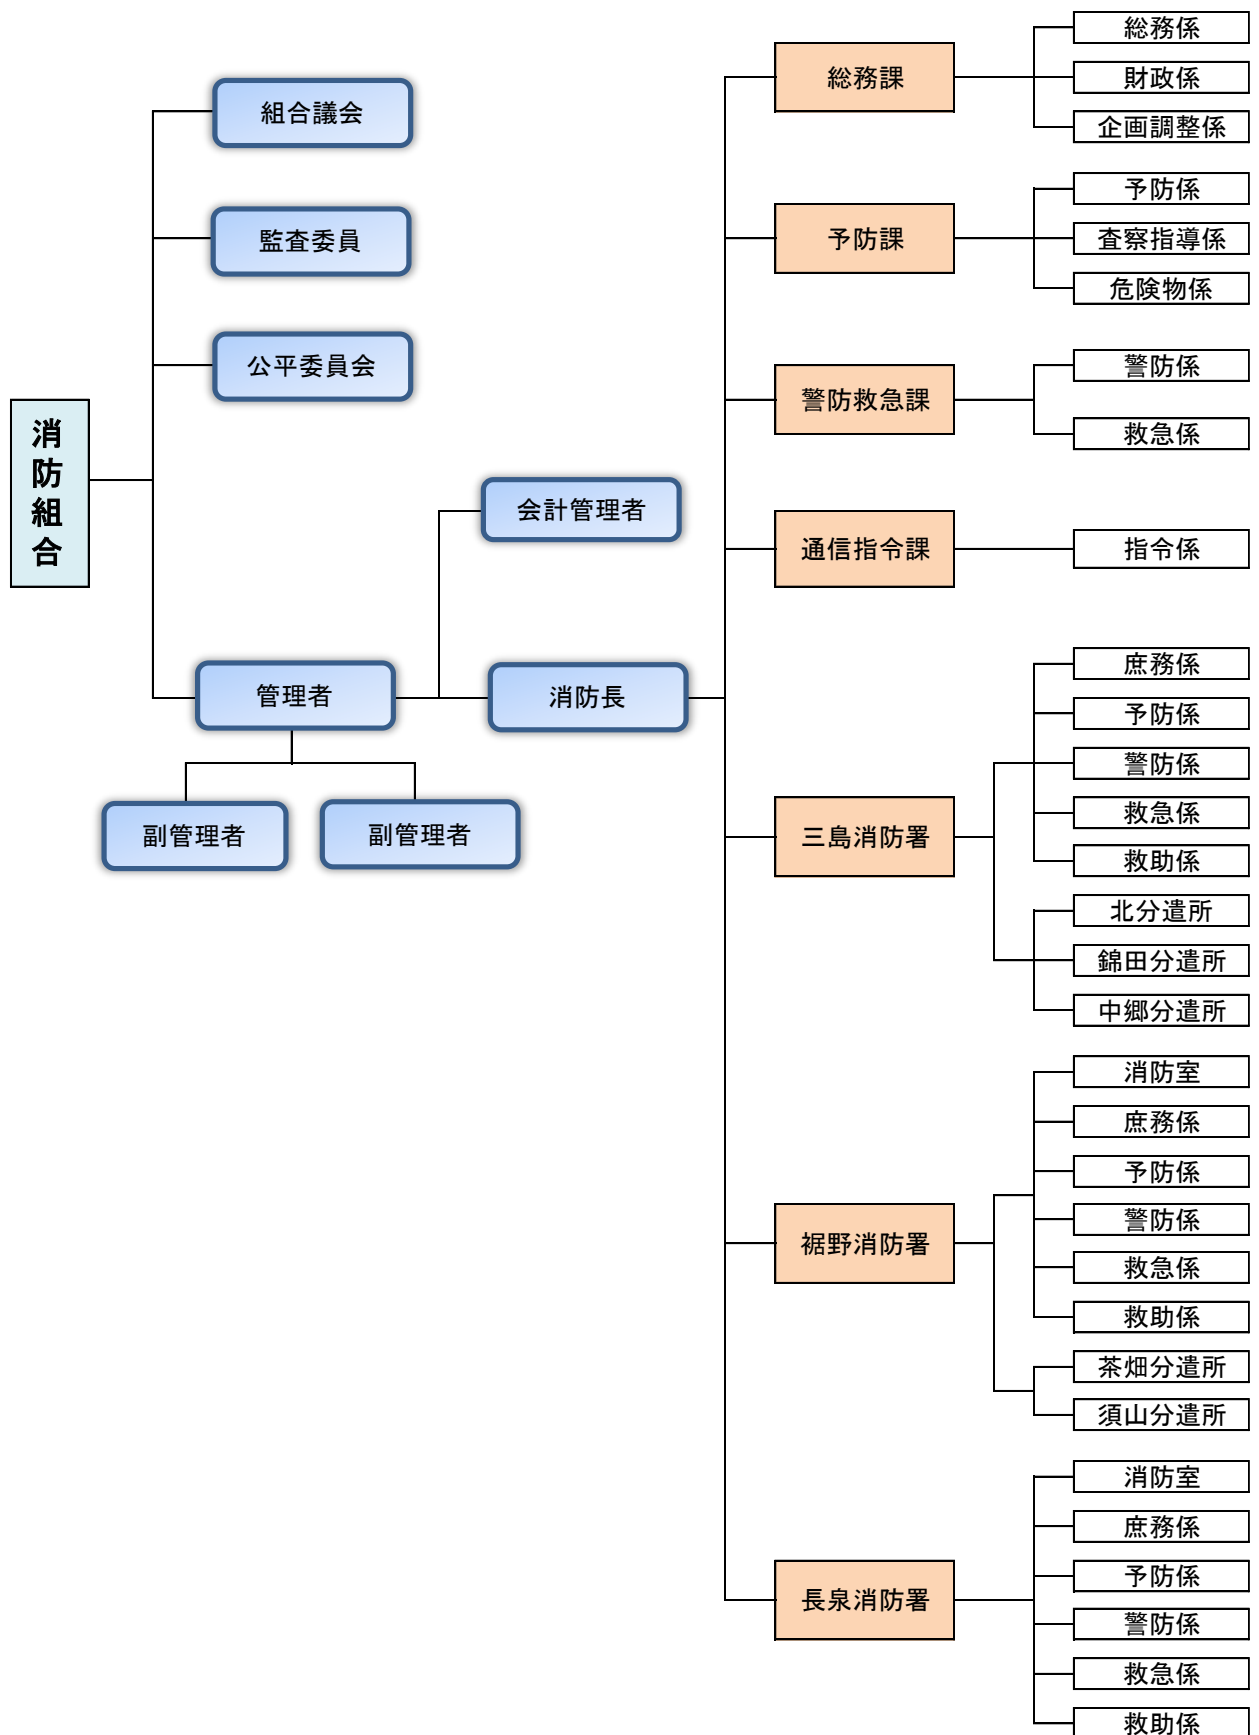 消防組合
組合議会
監査委員
公平委員会
管理者
副管理者
副管理者
会計管理者
消防長
総務課
総務係
財政係
企画調整係
予防課
予防係
査察指導係
危険物係
警防救急課
警防係
救急係
通信指令課
指令係
三島消防署
庶務係
予防係
警防係
救急係
救助係
北分遣所
錦田分遣所
中郷分遣所
裾野消防署
消防室
庶務係
予防係
警防係
救急係
救助係
茶畑分遣所
須山分遣所
長泉消防署
消防室
庶務係
予防係
警防係
救急係
救助係